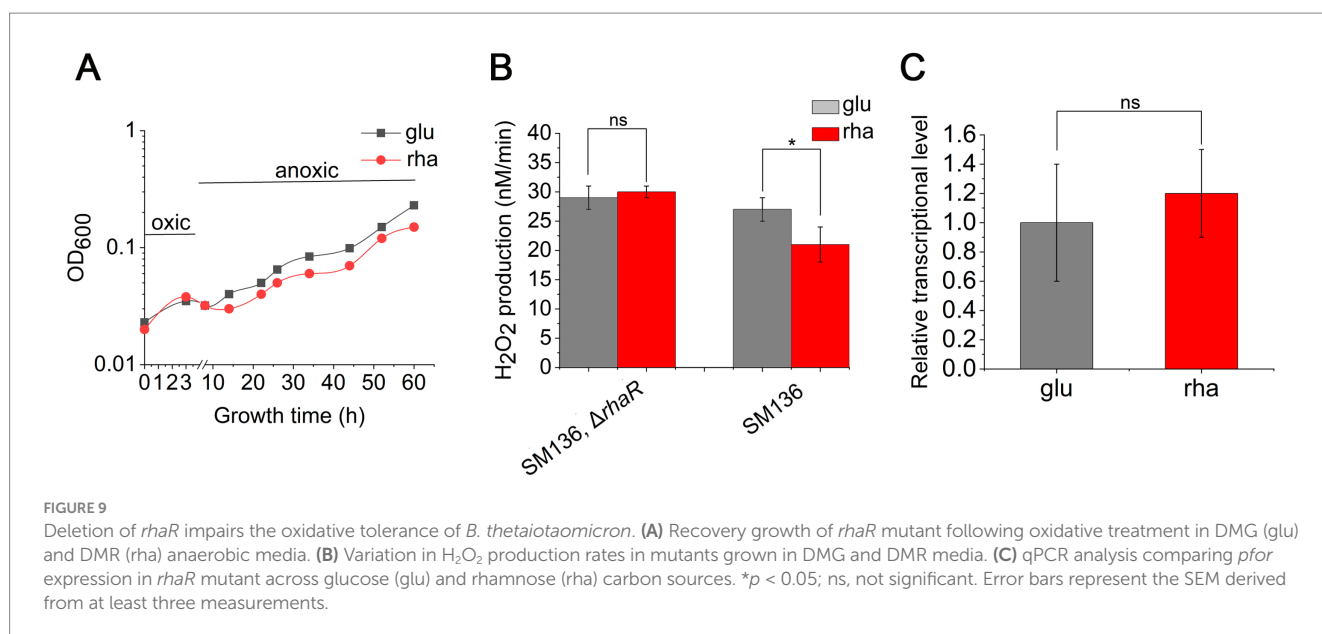 A
1
glu
rha
anoxic
oxic
0.1
OD600
0.01
0 1 2 3 10 20 30 40 50 60
Growth time (h)
B
glu
rha
40
35
30
25
20
15
10
5
0
ns
*
H2O2 production (nM/min)
SM136, ΔrhaR
SM136
C
ns
1.6
1.4
1.2
1.0
0.8
0.6
0.4
0.2
0.0
Relative transcriptional level
glu
rha
FIGURE 9
Deletion of rhaR impairs the oxidative tolerance of B. thetaiotaomicron. (A) Recovery growth of rhaR mutant following oxidative treatment in DMG (glu)
and DMR (rha) anaerobic media. (B) Variation in H₂O₂ production rates in mutants grown in DMG and DMR media. (C) qPCR analysis comparing pfor
expression in rhaR mutant across glucose (glu) and rhamnose (rha) carbon sources. *p < 0.05; ns, not significant. Error bars represent the SEM derived
from at least three measurements.